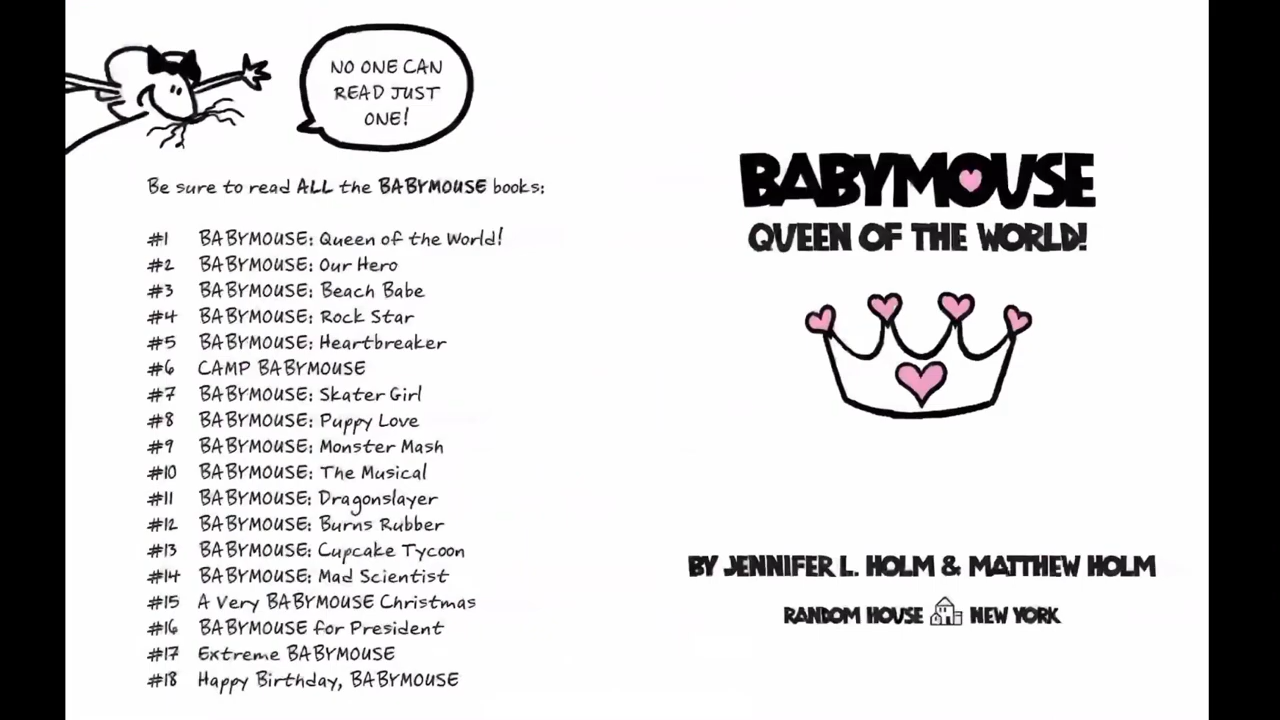 NO ONE CAN
READ JUST
ONE!
Be sure to read ALL the BABYMOUSE books:
#1 BABYMOUSE: Queen of the World!
#2 BABYMOUSE: Our Hero
#3 BABYMOUSE: Beach Babe
#4 BABYMOUSE: Rock Star
#5 BABYMOUSE: Heartbreaker
#6 CAMP BABYMOUSE
#7 BABYMOUSE: Skater Girl
#8 BABYMOUSE: Puppy Love
#9 BABYMOUSE: Monster Mash
#10 BABYMOUSE: The Musical
#11 BABYMOUSE: Dragonslayer
#12 BABYMOUSE: Burns Rubber
#13 BABYMOUSE: Cupcake Tycoon
#14 BABYMOUSE: Mad Scientist
#15 A Very BABYMOUSE Christmas
#16 BABYMOUSE for President
#17 Extreme BABYMOUSE
#18 Happy Birthday, BABYMOUSE
BABYMOUSE
QUEEN OF THE WORLD!
BY JENNIFER L. HOLM & MATTHEW HOLM
RANDOM HOUSE NEW YORK